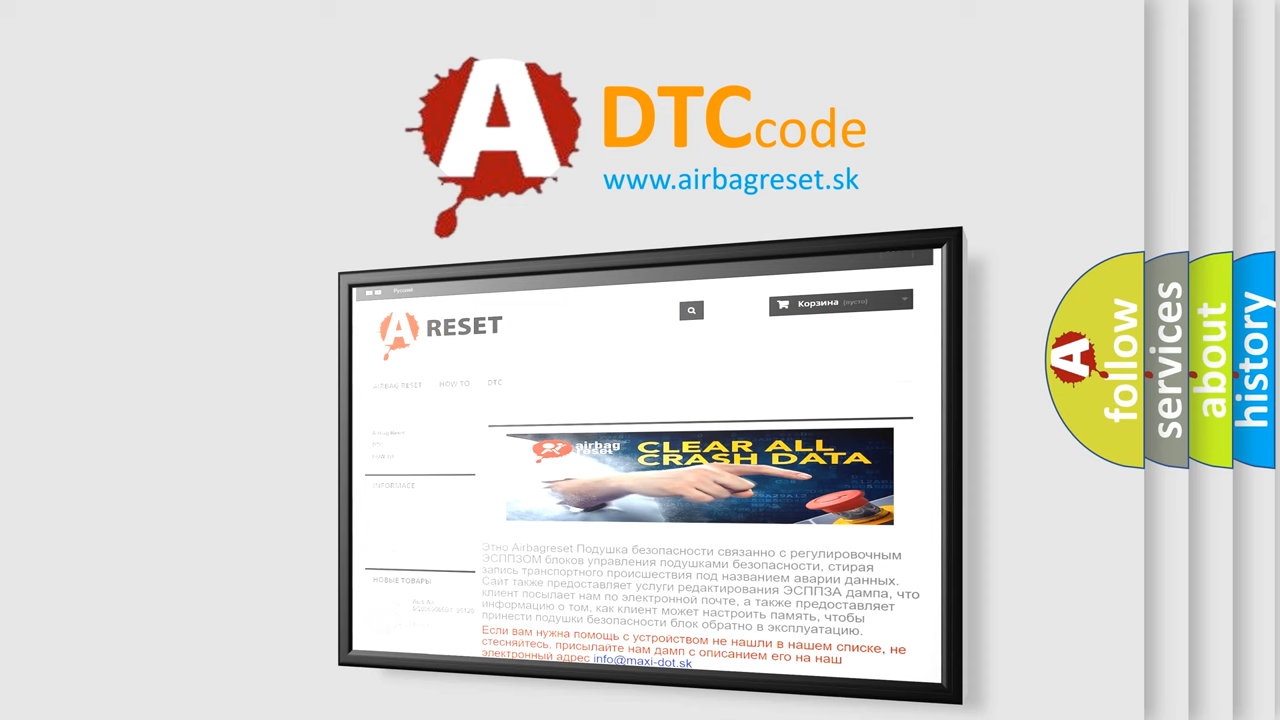 A DTC code
www.airbagreset.sk
Русский
A RESET
Корзина (пусто)
AIRBAG RESET HOW TO DTC
airbag
reset
CLEAR ALL
CRASH DATA
INFORMACE
Этно Airbagreset Подушка безопасности связанно с регулировочным
ЭСППЗОМ блоков управления подушками безопасности, стирая
запись транспортного происшествия под названием аварии данных.
Сайт также предоставляет услуги редактирования ЭСППЗА дампа, что
клиент посылает нам по электронной почте, а также предоставляет
информацию о том, как клиент может настроить память, чтобы
принести подушки безопасности блок обратно в эксплуатацию.
Если вам нужна помощь с устройством не нашли в нашем списке, не
стесняйтесь, присылайте нам дамп с описанием его на наш
электронный адрес info@maxi-dot.sk
НОВЫЕ ТОВАРЫ
A
follow
services
about
history